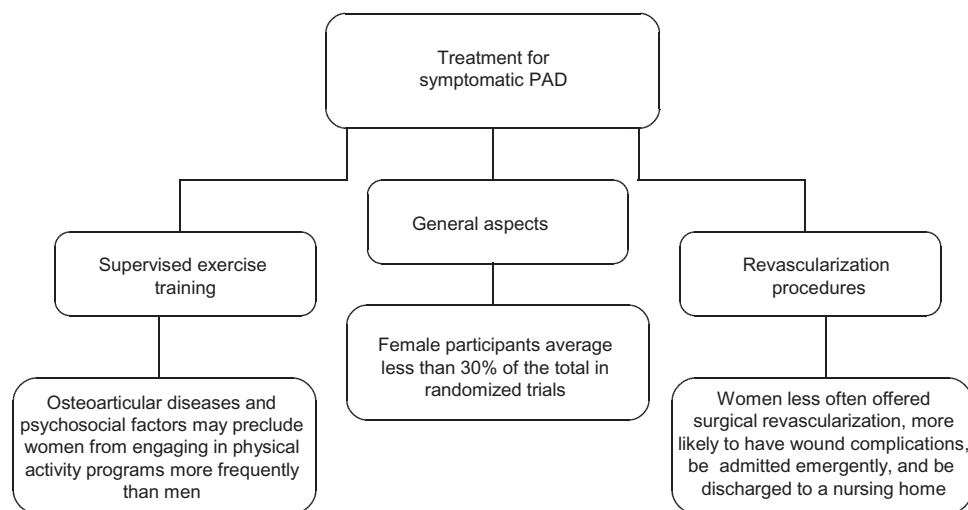 Treatment for
symptomatic PAD
General aspects
Supervised exercise
training
Revascularization
procedures
Female participants average
less than 30% of the total in
randomized trials
Osteoarticular diseases and
psychosocial factors may preclude
women from engaging in physical
activity programs more frequently
than men
Women less often offered
surgical revascularization, more
likely to have wound complications,
be admitted emergently, and be
discharged to a nursing home